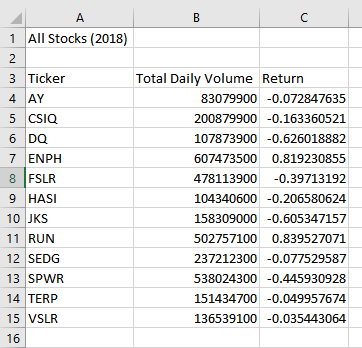 A B C
1 All Stocks (2018)
2
3 Ticker Total Daily Volume Return
4 AY 83079900 -0.072847635
5 CSIQ 200879900 -0.163360521
6 DQ 107873900 -0.626018882
7 ENPH 607473500 0.819230855
8 FSLR 478113900 -0.39713192
9 HASI 104340600 -0.206580624
10 JKS 158309000 -0.605347157
11 RUN 502757100 0.839527071
12 SEDG 237212300 -0.077529587
13 SPWR 538024300 -0.445930928
14 TERP 151434700 -0.049957674
15 VSLR 136539100 -0.035443064
16